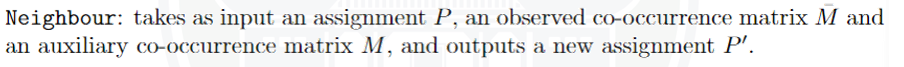 Neighbour: takes as input an assignment P, an observed co-occurrence matrix M̄ and
an auxiliary co-occurrence matrix M, and outputs a new assignment P′.